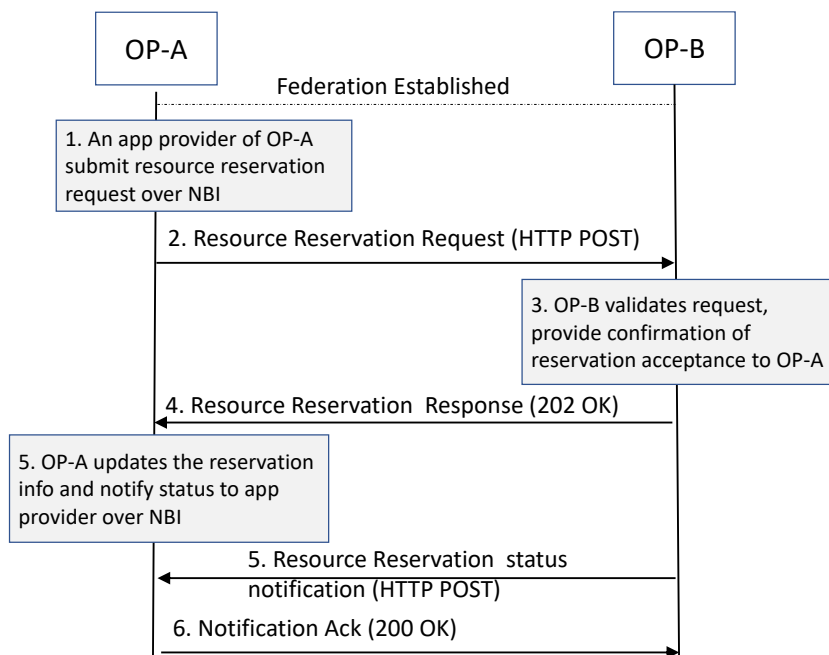 OP-A
OP-B
Federation Established
1. An app provider of OP-A
submit resource reservation
request over NBI
2. Resource Reservation Request (HTTP POST)
3. OP-B validates request,
provide confirmation of
reservation acceptance to OP-A
4. Resource Reservation  Response (202 OK)
5. OP-A updates the reservation
info and notify status to app
provider over NBI
5. Resource Reservation  status
notification (HTTP POST)
6. Notification Ack (200 OK)